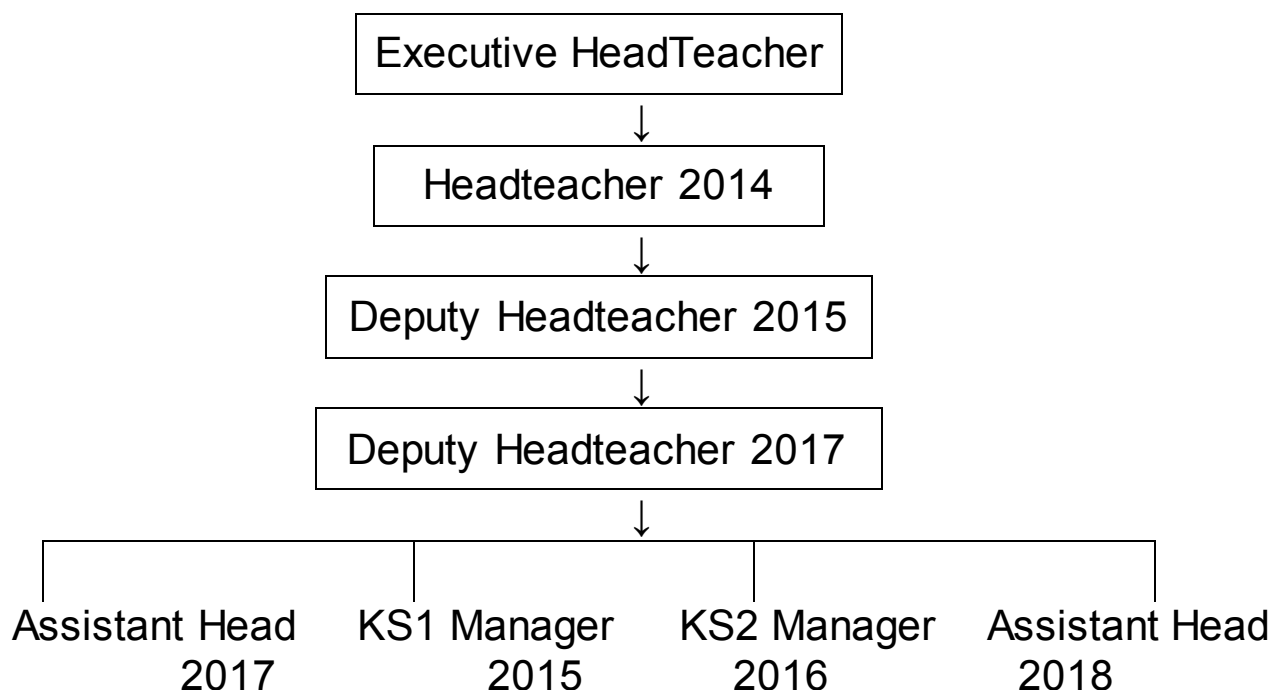 Executive HeadTeacher
↓
Headteacher 2014
↓
Deputy Headteacher 2015
↓
Deputy Headteacher 2017
↓
Assistant Head KS1 Manager KS2 Manager Assistant Head
2017 2015 2016 2018